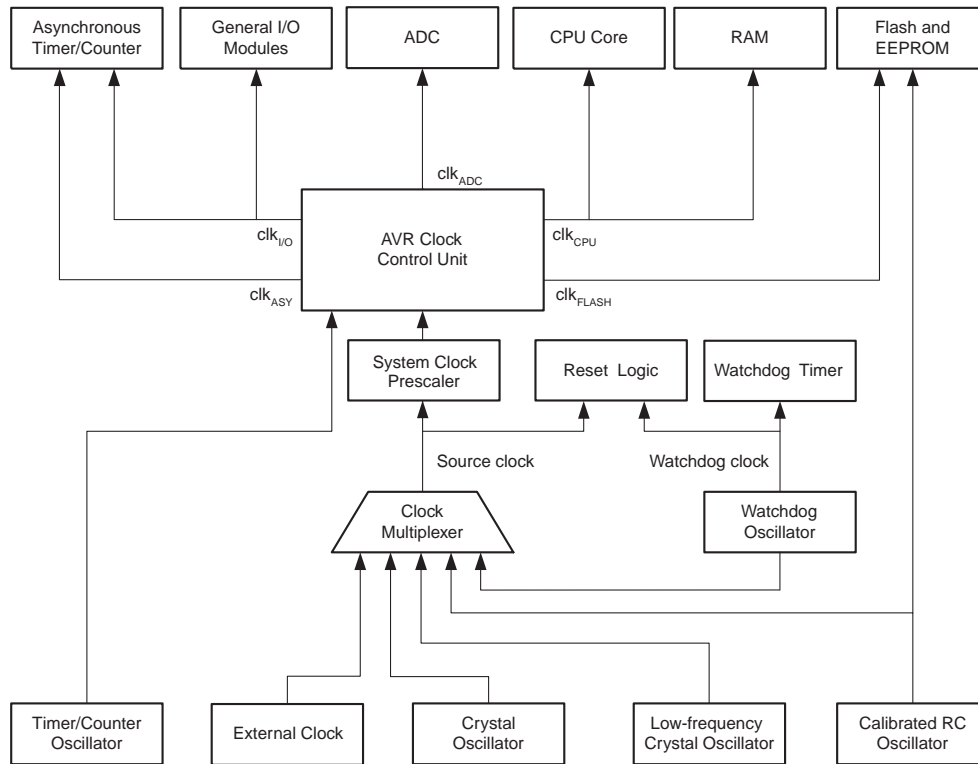 Asynchronous
Timer/Counter
General I/O
Modules
ADC
CPU Core
RAM
Flash and
EEPROM
clkADC
clkI/O
AVR Clock
Control Unit
clkCPU
clkASY
clkFLASH
System Clock
Prescaler
Reset Logic
Watchdog Timer
Source clock
Watchdog clock
Clock
Multiplexer
Watchdog
Oscillator
Timer/Counter
Oscillator
External Clock
Crystal
Oscillator
Low-frequency
Crystal Oscillator
Calibrated RC
Oscillator